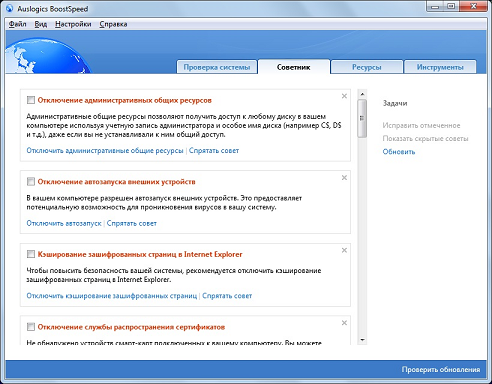 Auslogics BoostSpeed
Файл Вид Настройки Справка
Проверка системы Советник Ресурсы Инструменты
Отключение административных общих ресурсов
Административные общие ресурсы позволяют получить доступ к любому диску в вашем
компьютере используя учетную запись администратора и особое имя диска (например C$, D$
и т.д.), даже если вы не устанавливали к ним общий доступ.
Отключить административные общие ресурсы | Спрятать совет
Отключение автозапуска внешних устройств
В вашем компьютере разрешен автозапуск внешних устройств. Это предоставляет
потенциальную возможность для проникновения вирусов в вашу систему.
Отключить автозапуск | Спрятать совет
Кэширование зашифрованных страниц в Internet Explorer
Чтобы повысить безопасность вашей системы, рекомендуется отключить кэширование
зашифрованных страниц в Internet Explorer.
Отключить кэширование зашифрованных страниц | Спрятать совет
Отключение службы распространения сертификатов
Не обнаружено устройств смарт-карт подключенных к вашему компьютеру. Вы можете
Задачи
Исправить отмеченное
Показать скрытые советы
Обновить
Проверить обновления